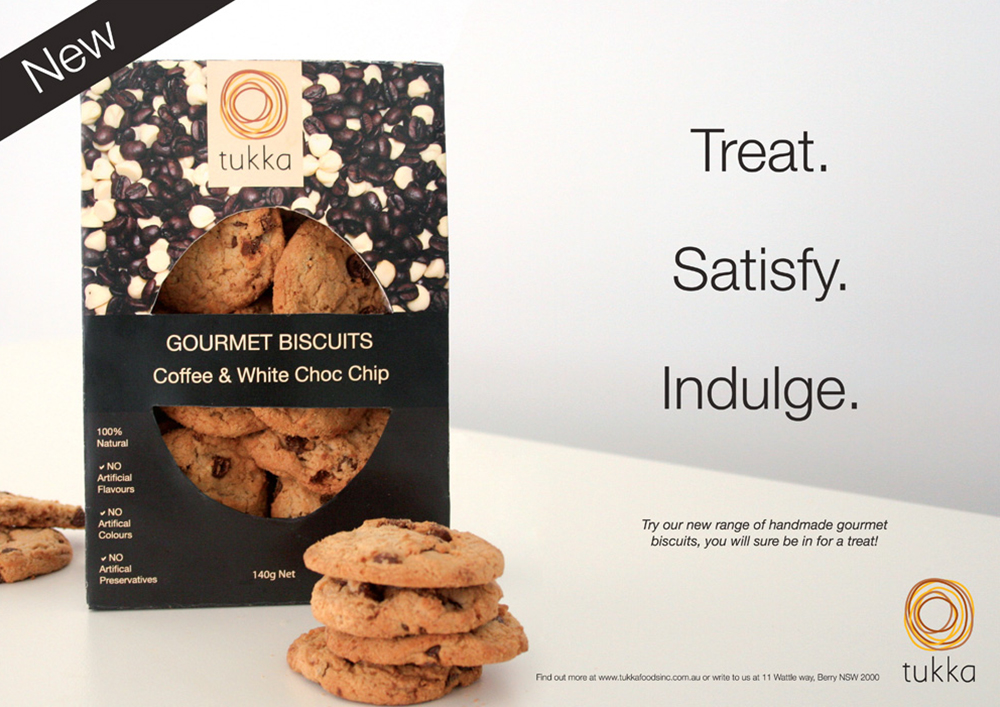 New
tukka
GOURMET BISCUITS
Coffee & White Choc Chip
100%
Natural
✓ NO
Artificial
Flavours
✓ NO
Artifical
Colours
✓ NO
Artifical
Preservatives
140g Net
Treat.
Satisfy.
Indulge.
Try our new range of handmade gourmet
biscuits, you will sure be in for a treat!
Find out more at www.tukkafoodsinc.com.au or write to us at 11 Wattle way, Berry NSW 2000
tukka